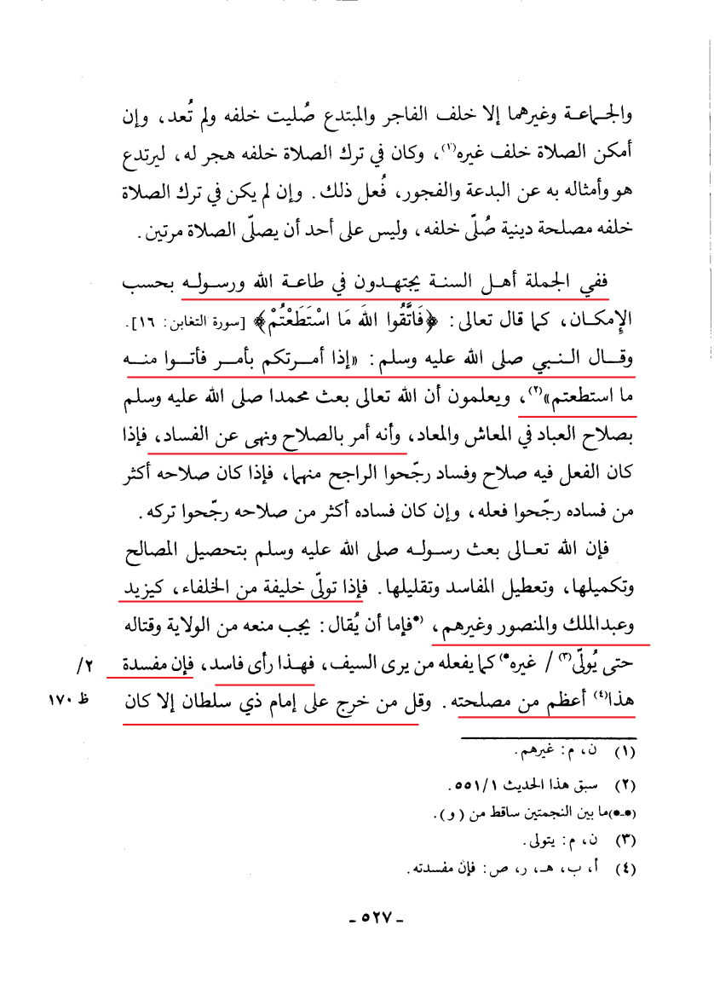 والجماعة وغيرهما إلا خلف الفاجر والمبتدع صُليت خلفه ولم تُعد، وإن
أمكن الصلاة خلف غيره(١)، وكان في ترك الصلاة خلفه هجر له، ليرتدع
هو وأمثاله به عن البدعة والفجور، فُعل ذلك. وإن لم يكن في ترك الصلاة
خلفه مصلحة دينية صُلّى خلفه، وليس على أحد أن يصلّي الصلاة مرتين.
ففي الجملة أهل السنة يجتهدون في طاعة الله ورسوله بحسب
الإمكان، كما قال تعالى: ﴿فَاتَّقُوا اللهَ مَا اسْتَطَعْتُمْ﴾ [سورة التغابن: ١٦].
وقال النبي صلى الله عليه وسلم: «إذا أمرتكم بأمر فأتوا منه
ما استطعتم»(٢)، ويعلمون أن الله تعالى بعث محمدا صلى الله عليه وسلم
بصلاح العباد في المعاش والمعاد، وأنه أمر بالصلاح ونهى عن الفساد، فإذا
كان الفعل فيه صلاح وفساد رجّحوا الراجح منهما، فإذا كان صلاحه أكثر
من فساده رجّحوا فعله، وإن كان فساده أكثر من صلاحه رجّحوا تركه.
فإن الله تعالى بعث رسوله صلى الله عليه وسلم بتحصيل المصالح
وتكميلها، وتعطيل المفاسد وتقليلها. فإذا تولّى خليفة من الخلفاء، كيزيد
وعبدالملك والمنصور وغيرهم، (*فإما أن يُقال: يجب منعه من الولاية وقتاله
حتى يُولّى(٣) / غيره*) كما يفعله من يرى السيف، فهذا رأى فاسد، فإن مفسدة
٢/
هذا(٤) أعظم من مصلحته. وقل من خرج على إمام ذي سلطان إلا كان
ظ ١٧٠
(١) ن، م: غيرهم.
(٢) سبق هذا الحديث ٥٥١/١.
(*-*) ما بين النجمتين ساقط من (و).
(٣) ن، م: يتولى.
(٤) أ، ب، هـ، ر، ص: فإن مفسدته.
- ٥٢٧ -